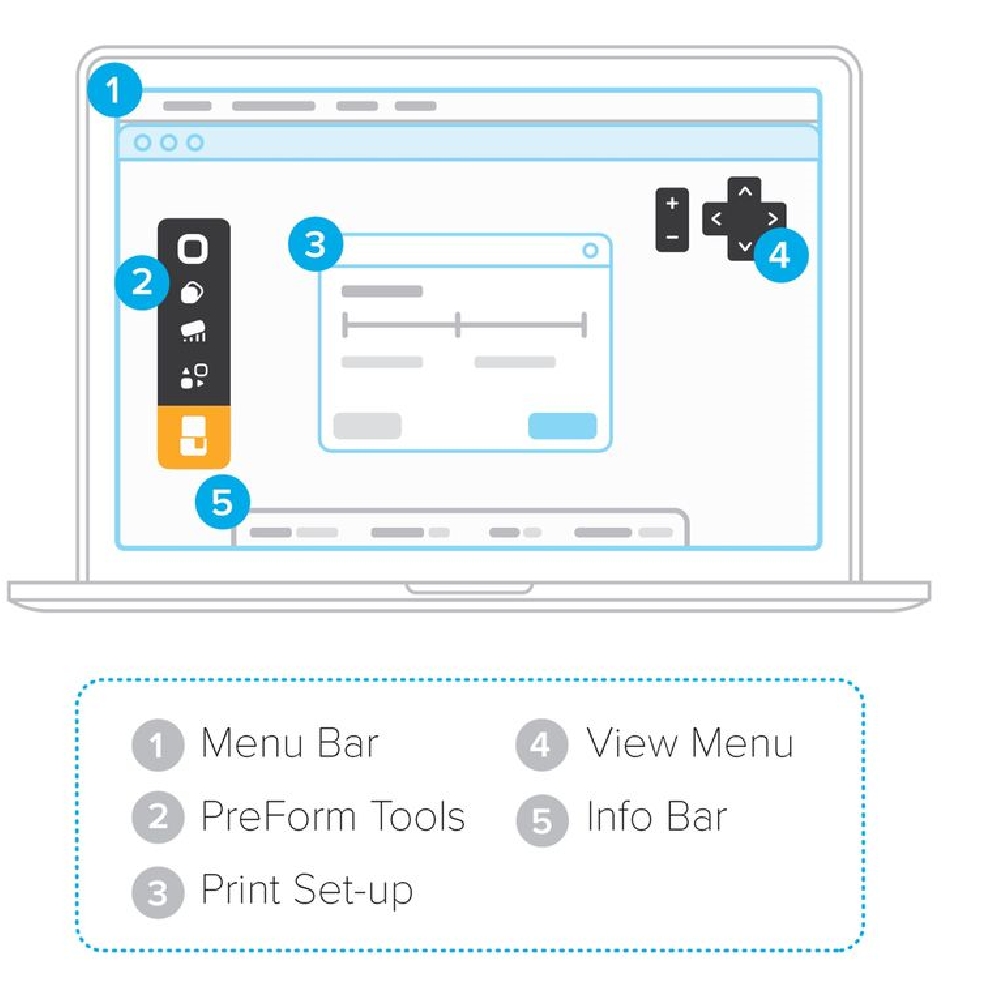 1
2
3
4
5
1 Menu Bar
2 PreForm Tools
3 Print Set-up
4 View Menu
5 Info Bar